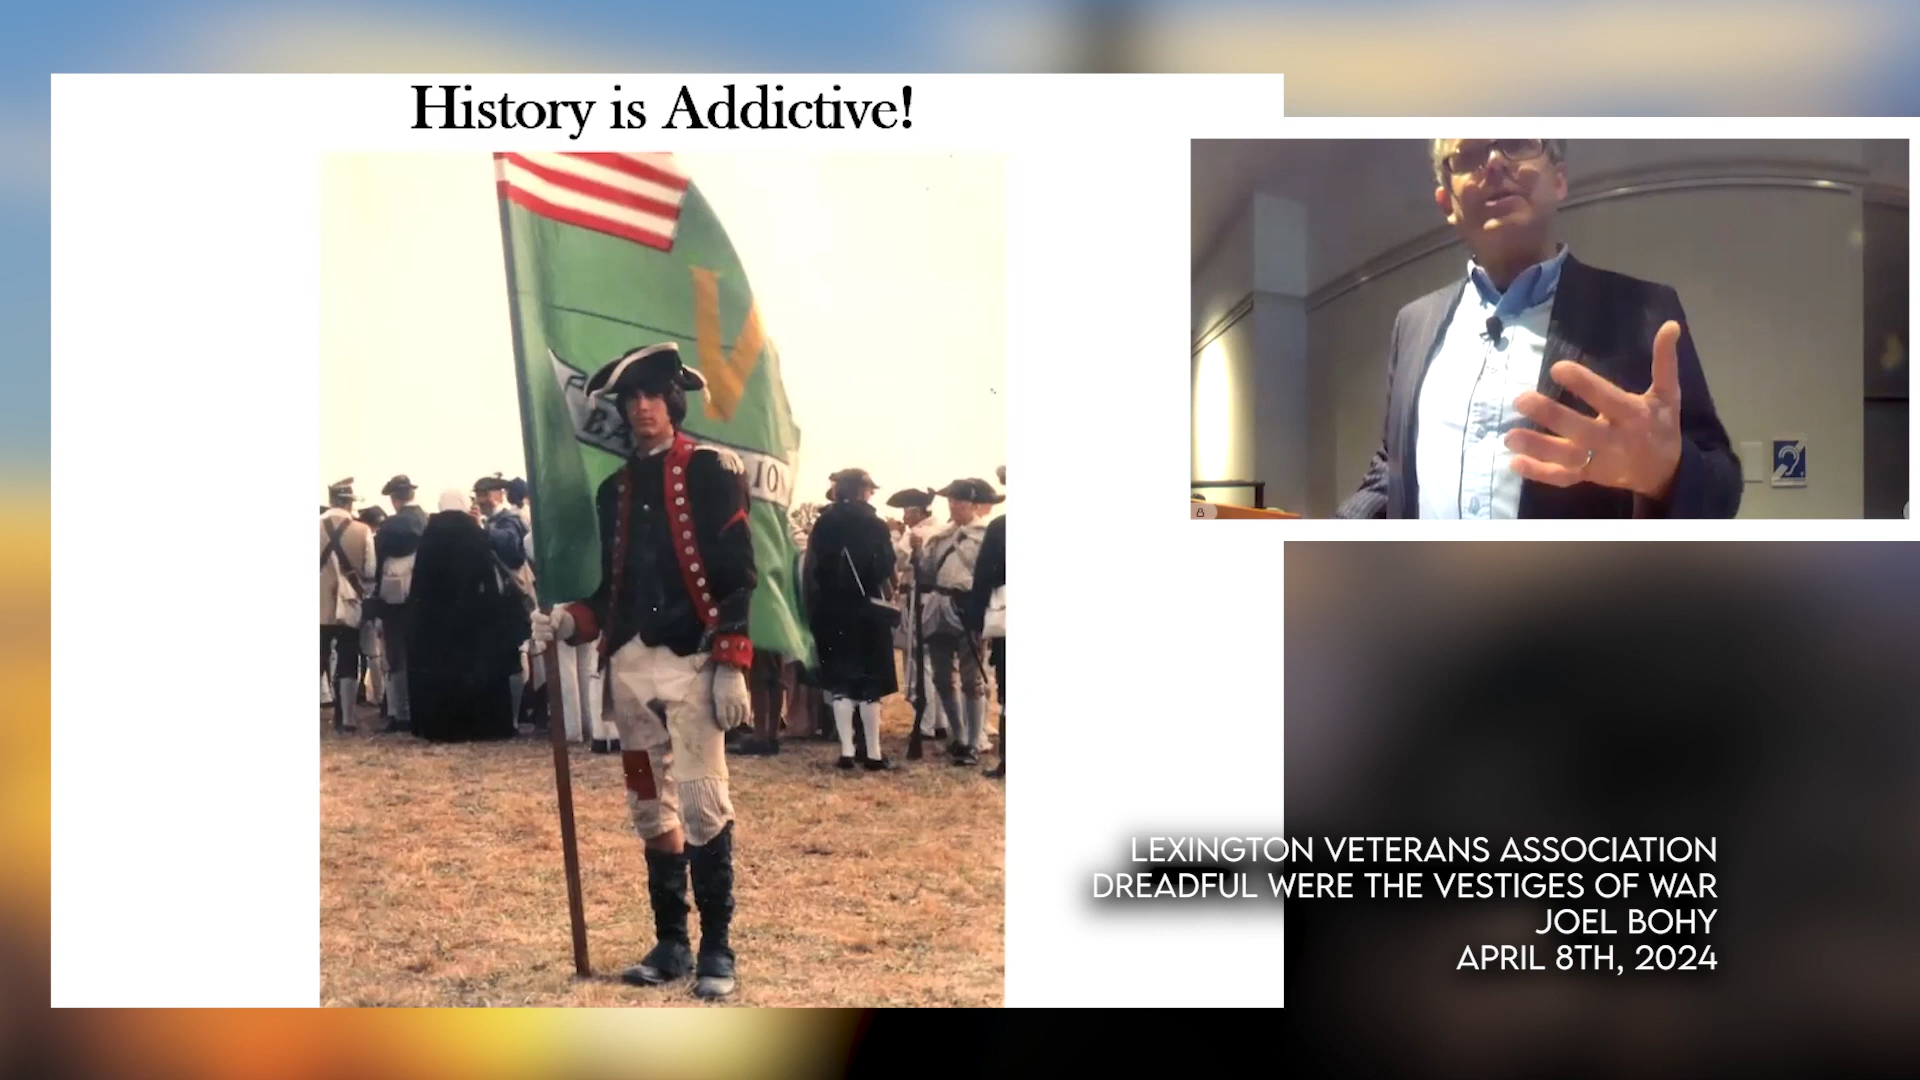 History is Addictive!
V
LEXINGTON VETERANS ASSOCIATION
DREADFUL WERE THE VESTIGES OF WAR
JOEL BOHY
APRIL 8TH, 2024